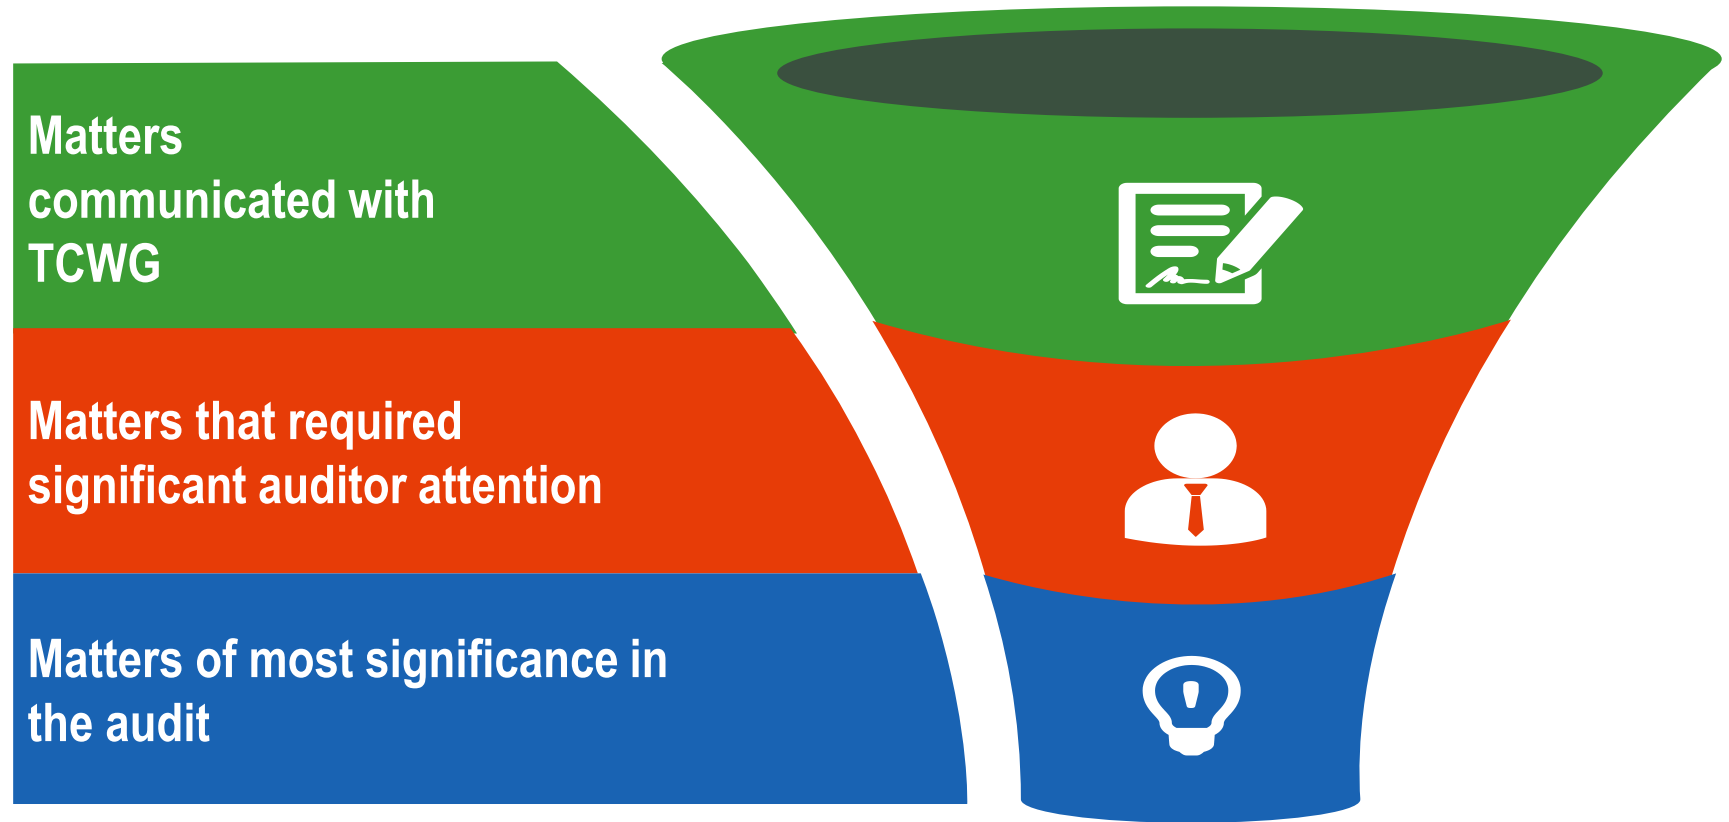 Matters
communicated with
TCWG
Matters that required
significant auditor attention
Matters of most significance in
the audit